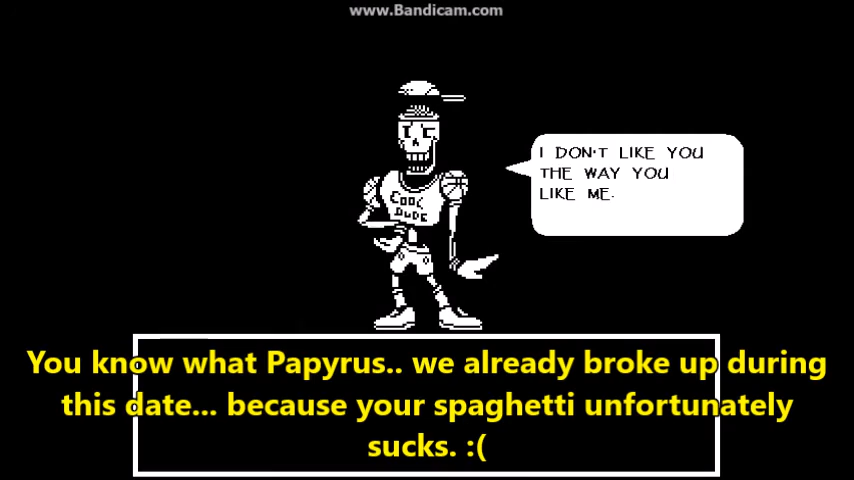 www.Bandicam.com
I DON'T LIKE YOU
THE WAY YOU
LIKE ME.
COOL
DUDE
You know what Papyrus.. we already broke up during
this date... because your spaghetti unfortunately
sucks. :(